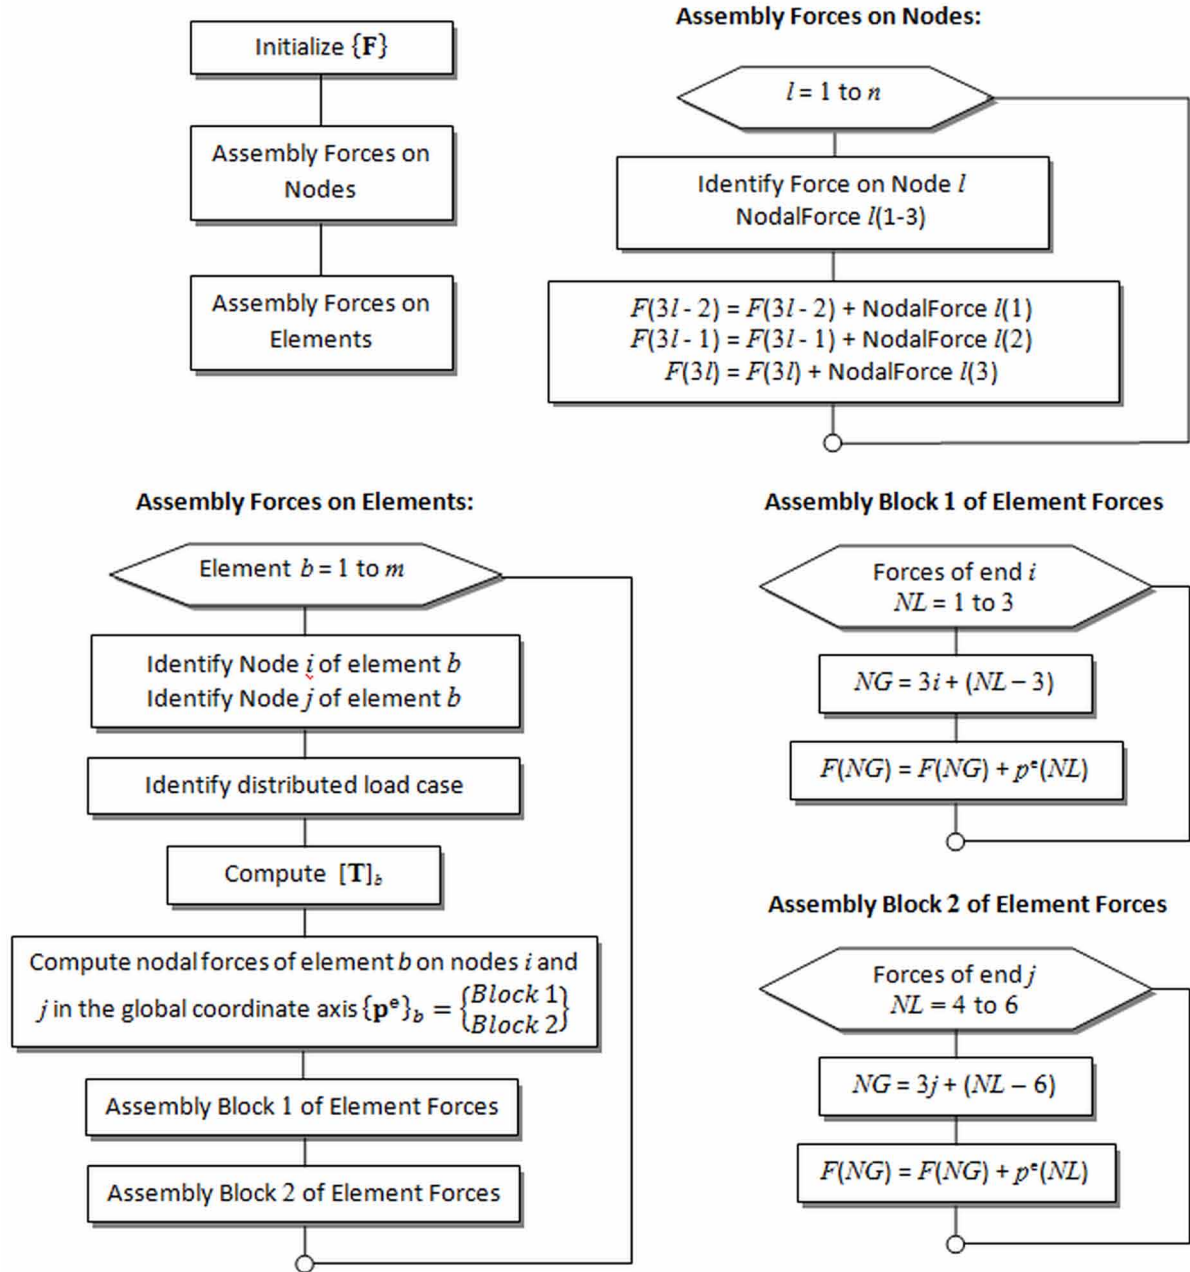 Initialize {F}
Assembly Forces on
Nodes
Assembly Forces on
Elements
Assembly Forces on Nodes:
l = 1 to n
Identify Force on Node l
NodalForce l(1-3)
F(3l - 2) = F(3l - 2) + NodalForce l(1)
F(3l - 1) = F(3l - 1) + NodalForce l(2)
F(3l) = F(3l) + NodalForce l(3)
Assembly Forces on Elements:
Element b = 1 to m
Identify Node i of element b
Identify Node j of element b
Identify distributed load case
Compute [T]b
Compute nodal forces of element b on nodes i and
j in the global coordinate axis {pᵉ}b = {Block 1
Block 2}
Assembly Block 1 of Element Forces
Assembly Block 2 of Element Forces
Assembly Block 1 of Element Forces
Forces of end i
NL = 1 to 3
NG = 3i + (NL – 3)
F(NG) = F(NG) + pᵉ(NL)
Assembly Block 2 of Element Forces
Forces of end j
NL = 4 to 6
NG = 3j + (NL – 6)
F(NG) = F(NG) + pᵉ(NL)